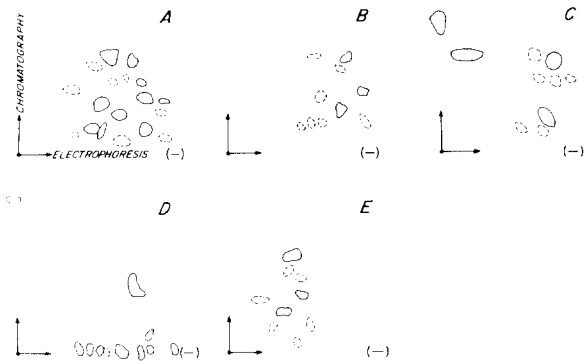 A
B
C
CHROMATOGRAPHY
ELECTROPHORESIS (−)
(−)
(−)
D
E
(−)
(−)